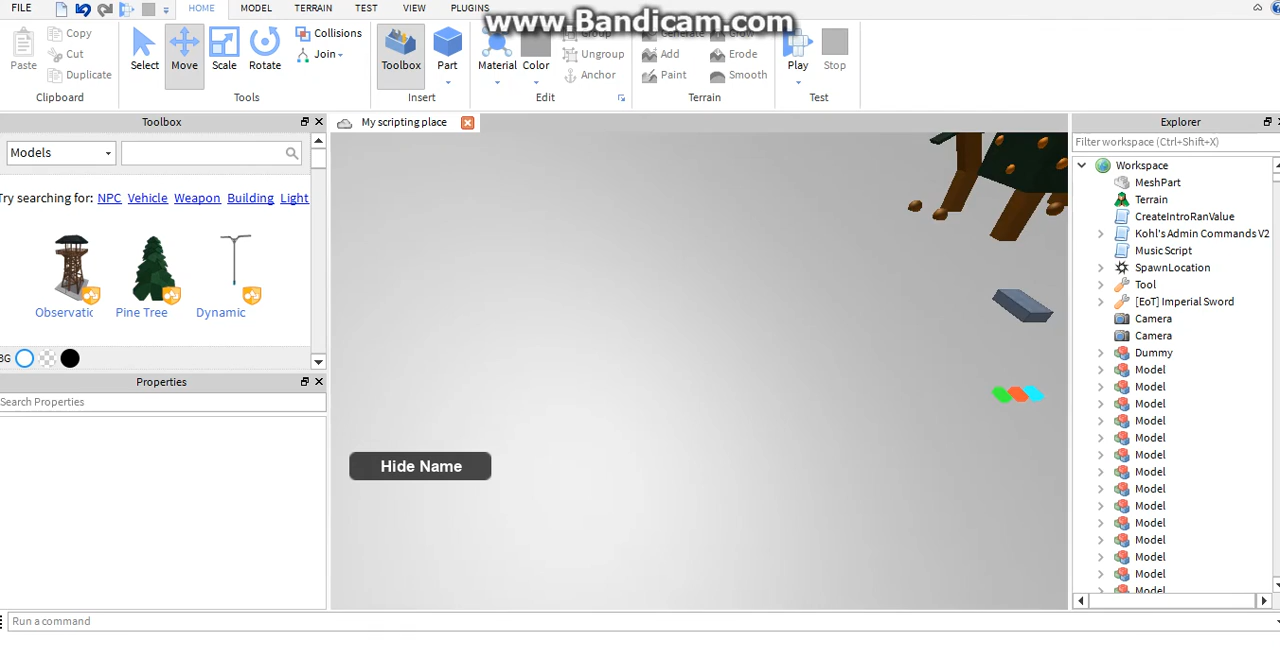 FILE HOME MODEL TERRAIN TEST VIEW PLUGINS
www.Bandicam.com
Paste Copy Cut Duplicate
Clipboard
Select Move Scale Rotate
Collisions
Join
Tools
Toolbox Part
Insert
Material Color
Group
Ungroup
Anchor
Edit
Generate Grow
Add Erode
Paint Smooth
Terrain
Play Stop
Test
Toolbox
Models
Try searching for: NPC Vehicle Weapon Building Light
Observatic Pine Tree Dynamic
BG
Properties
Search Properties
My scripting place
Hide Name
Explorer
Filter workspace (Ctrl+Shift+X)
Workspace
MeshPart
Terrain
CreateIntroRanValue
Kohl's Admin Commands V2
Music Script
SpawnLocation
Tool
[EoT] Imperial Sword
Camera
Camera
Dummy
Model
Model
Model
Model
Model
Model
Model
Model
Model
Model
Model
Model
Model
Model
Run a command